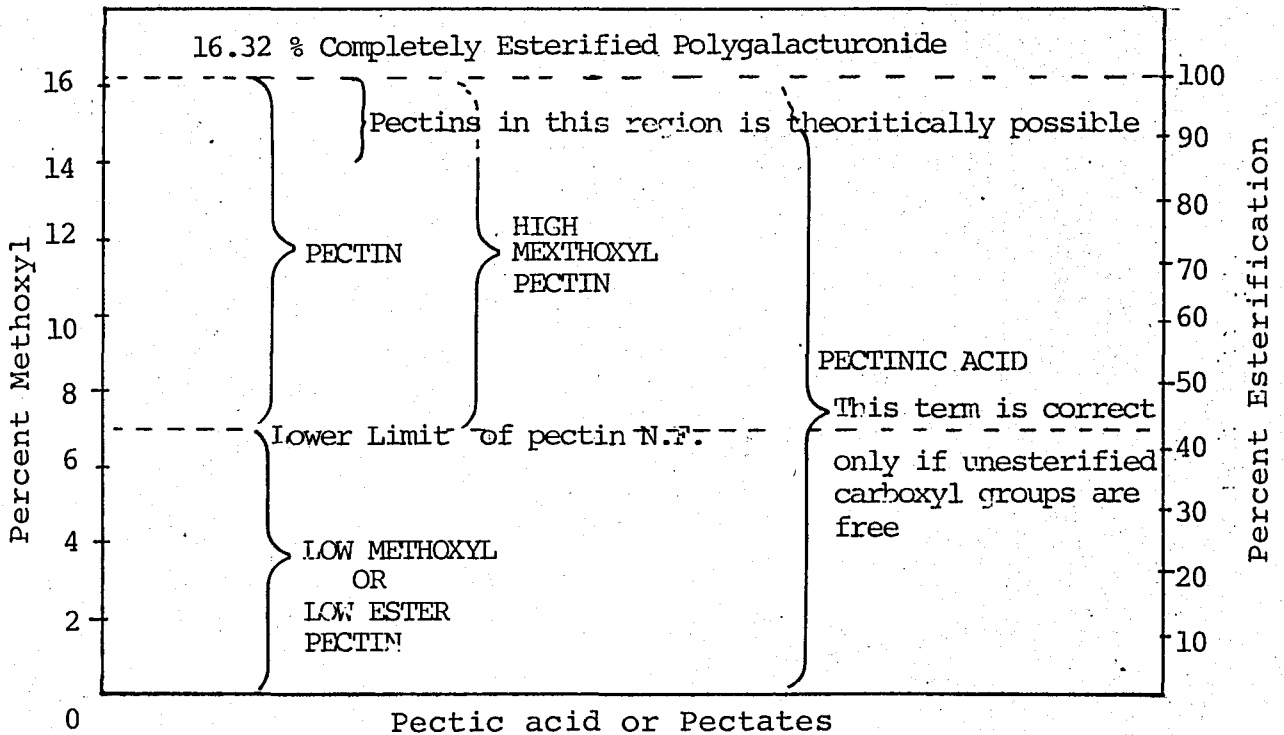 16.32 % Completely Esterified Polygalacturonide
16
14
12
10
8
6
4
2
0
Percent Methoxyl
100
90
80
70
60
50
40
30
20
10
Percent Esterification
Pectins in this region is theoritically possible
PECTIN
HIGH
MEXTHOXYL
PECTIN
PECTINIC ACID
This term is correct
only if unesterified
carboxyl groups are
free
Lower Limit of pectin N.F.
LOW METHOXYL
OR
LOW ESTER
PECTIN
Pectic acid or Pectates